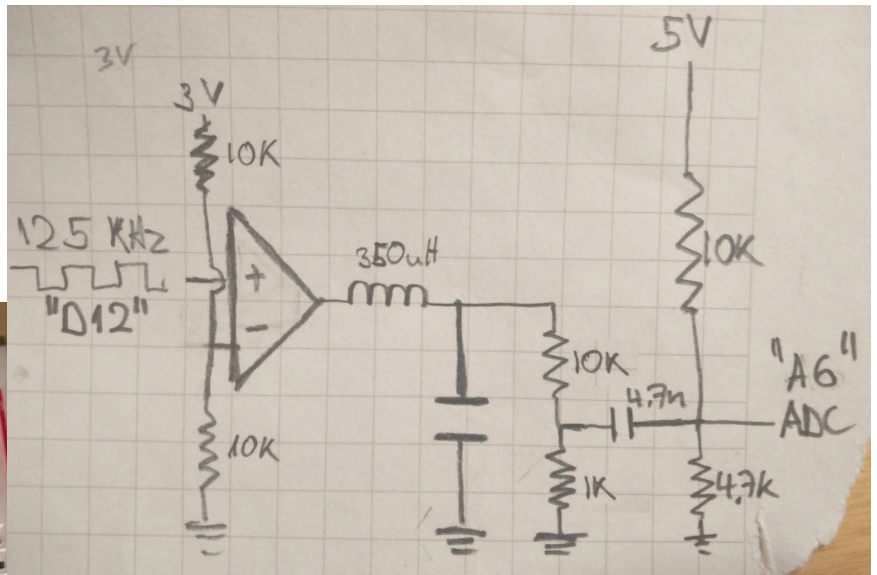 3V
5V
3V
10K
125 KHz
"D12"
+
-
350uH
10K
10K
4.7n
"A6"
ADC
10K
1K
4.7K